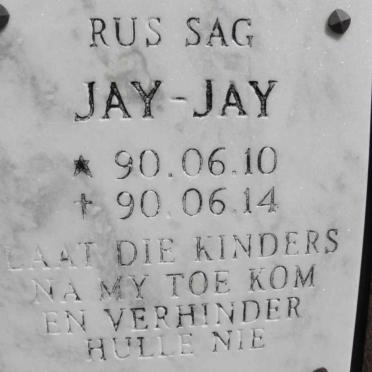 RUS SAG
JAY-JAY
★ 90.06.10
† 90.06.14
LAAT DIE KINDERS
NA MY TOE KOM
EN VERHINDER
HULLE NIE